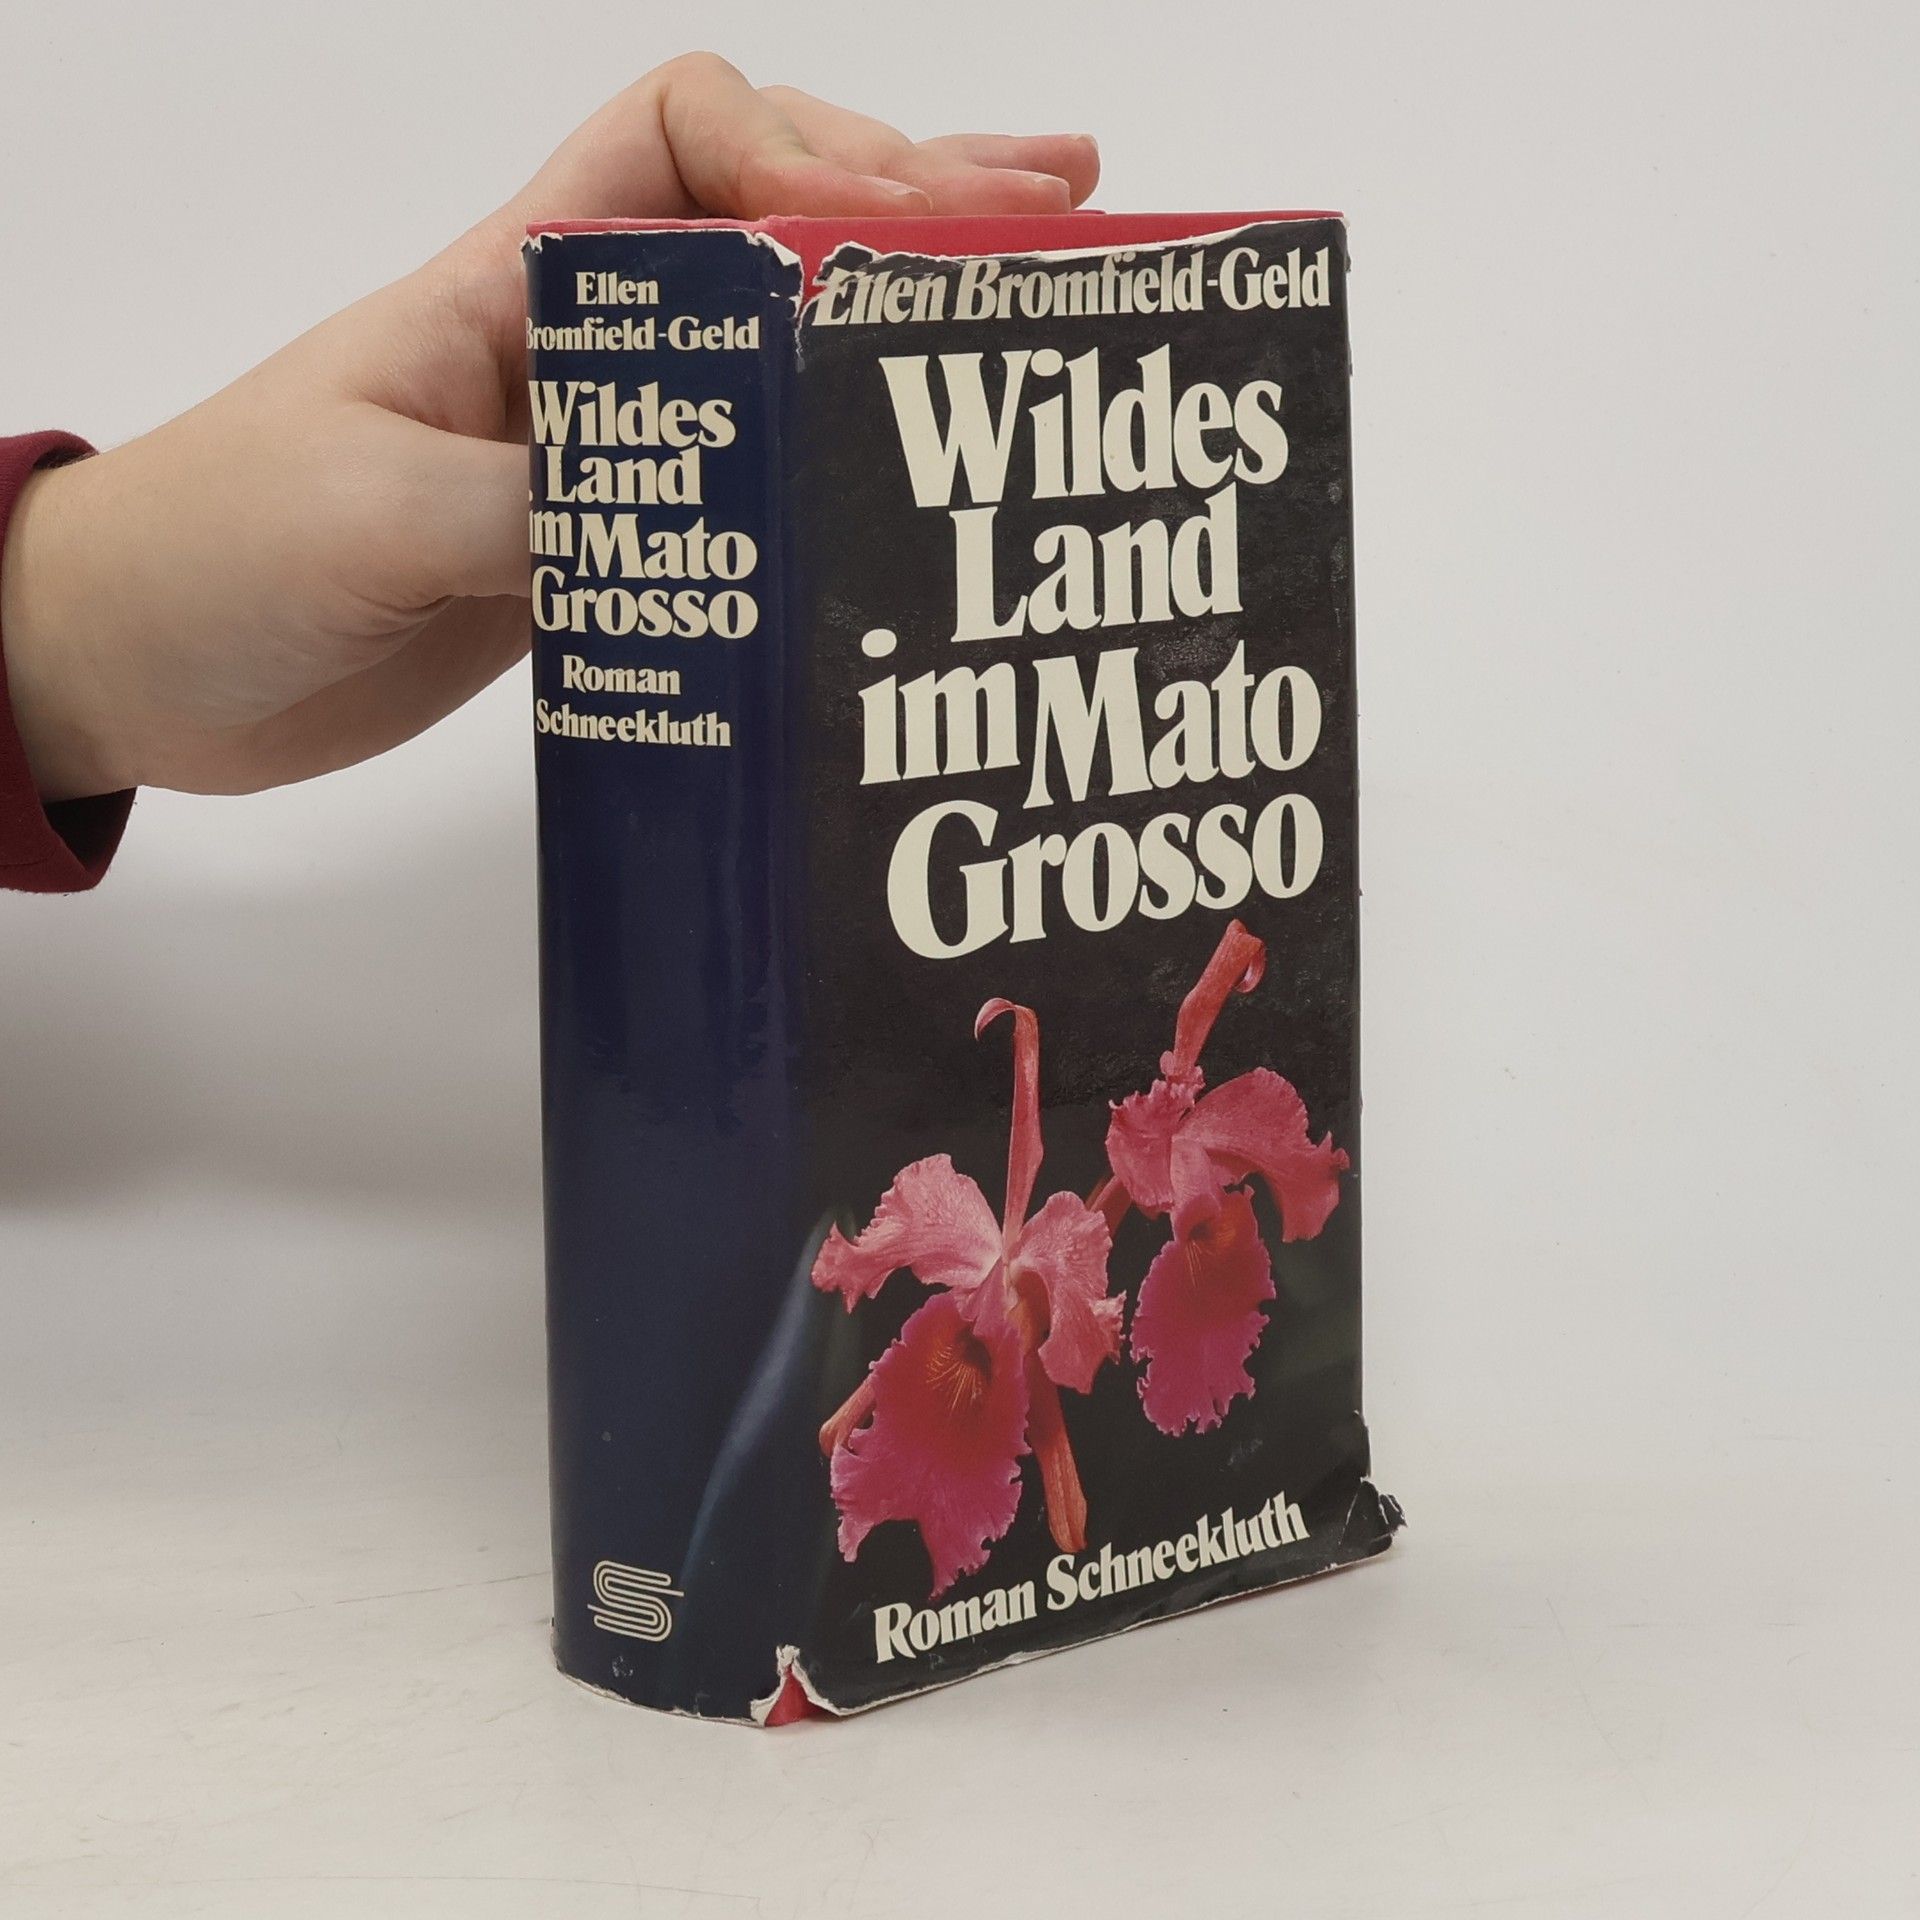 Ellen
Bromfield-Geld
Wildes
Land
im Mato
Grosso
Roman
Schneekluth
Ellen Bromfield-Geld
Wildes
Land
im Mato
Grosso
Roman Schneekluth